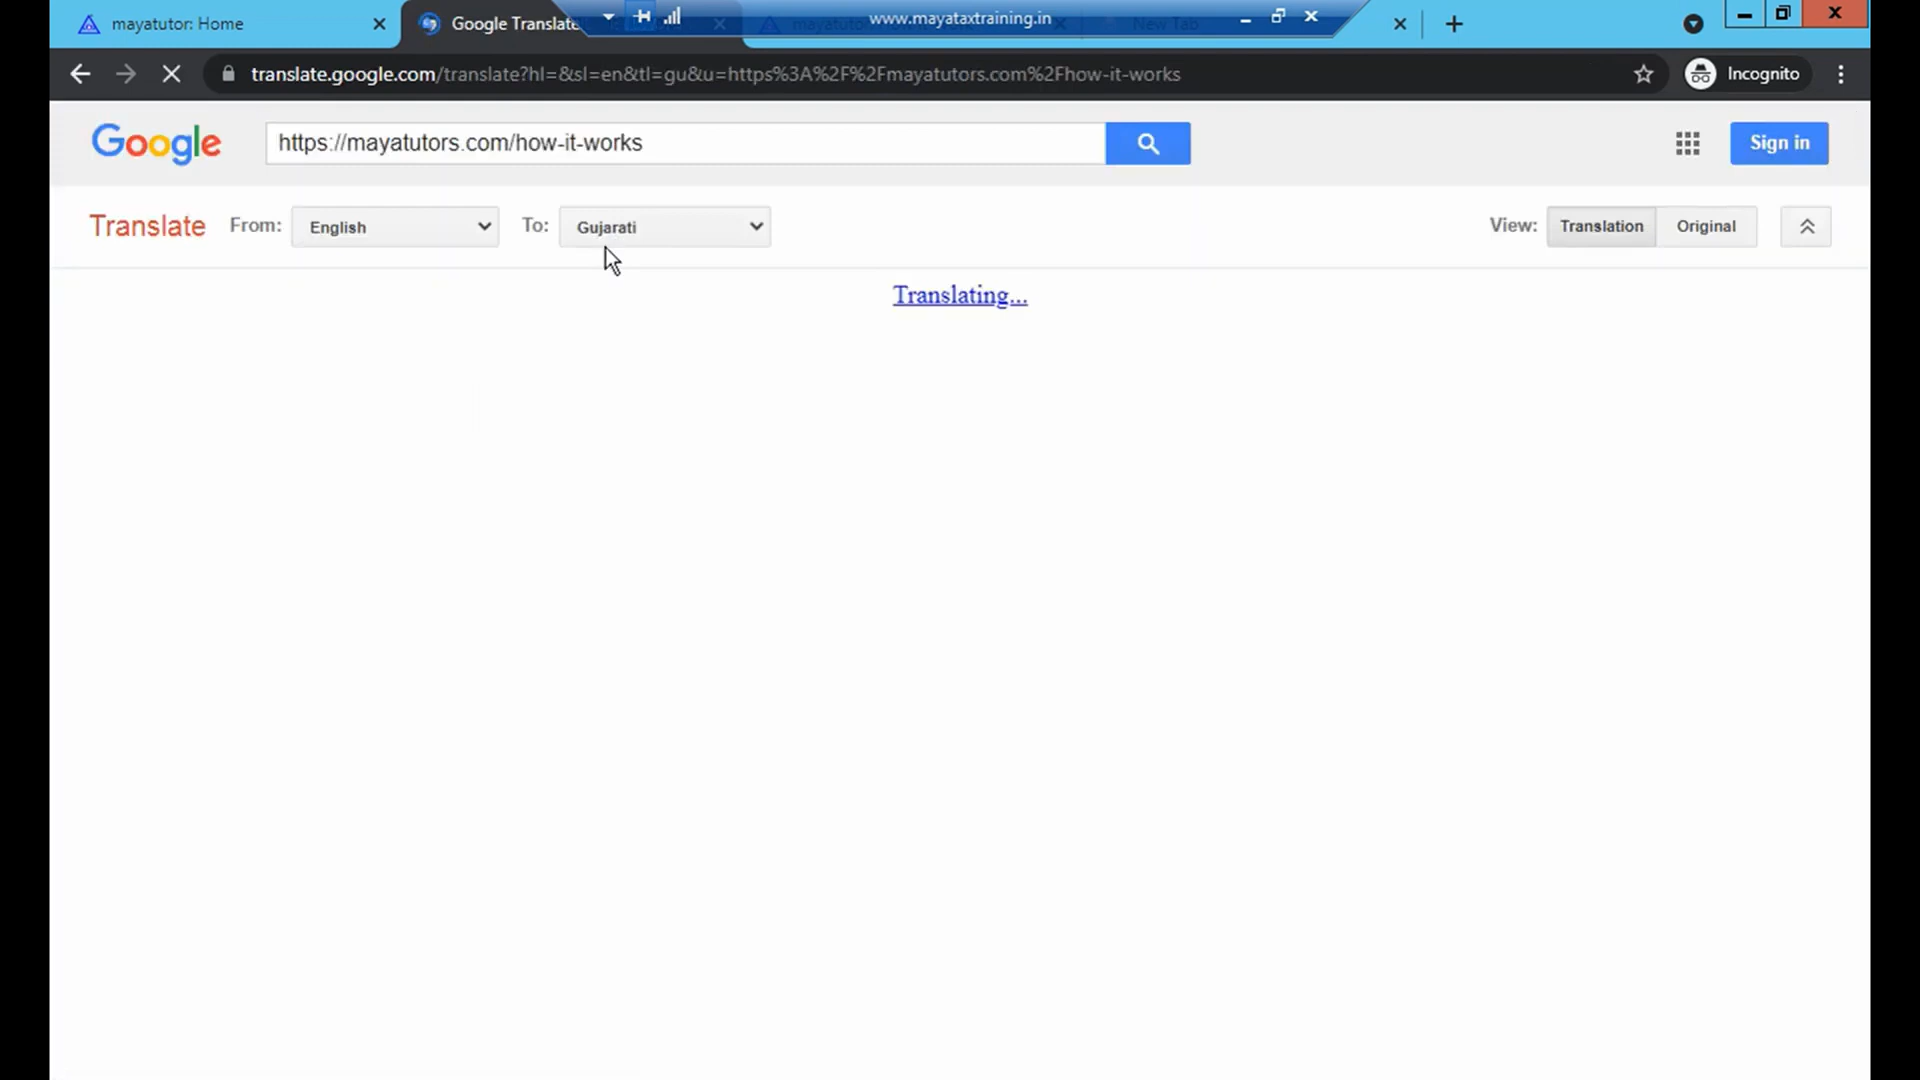 mayatutor: Home
Google Translate
www.mayataxtraining.in
New Tab
translate.google.com/translate?hl=&sl=en&tl=gu&u=https%3A%2F%2Fmayatutors.com%2Fhow-it-works
Incognito
Google
https://mayatutors.com/how-it-works
Sign in
Translate
From:
English
To:
Gujarati
View:
Translation
Original
Translating...